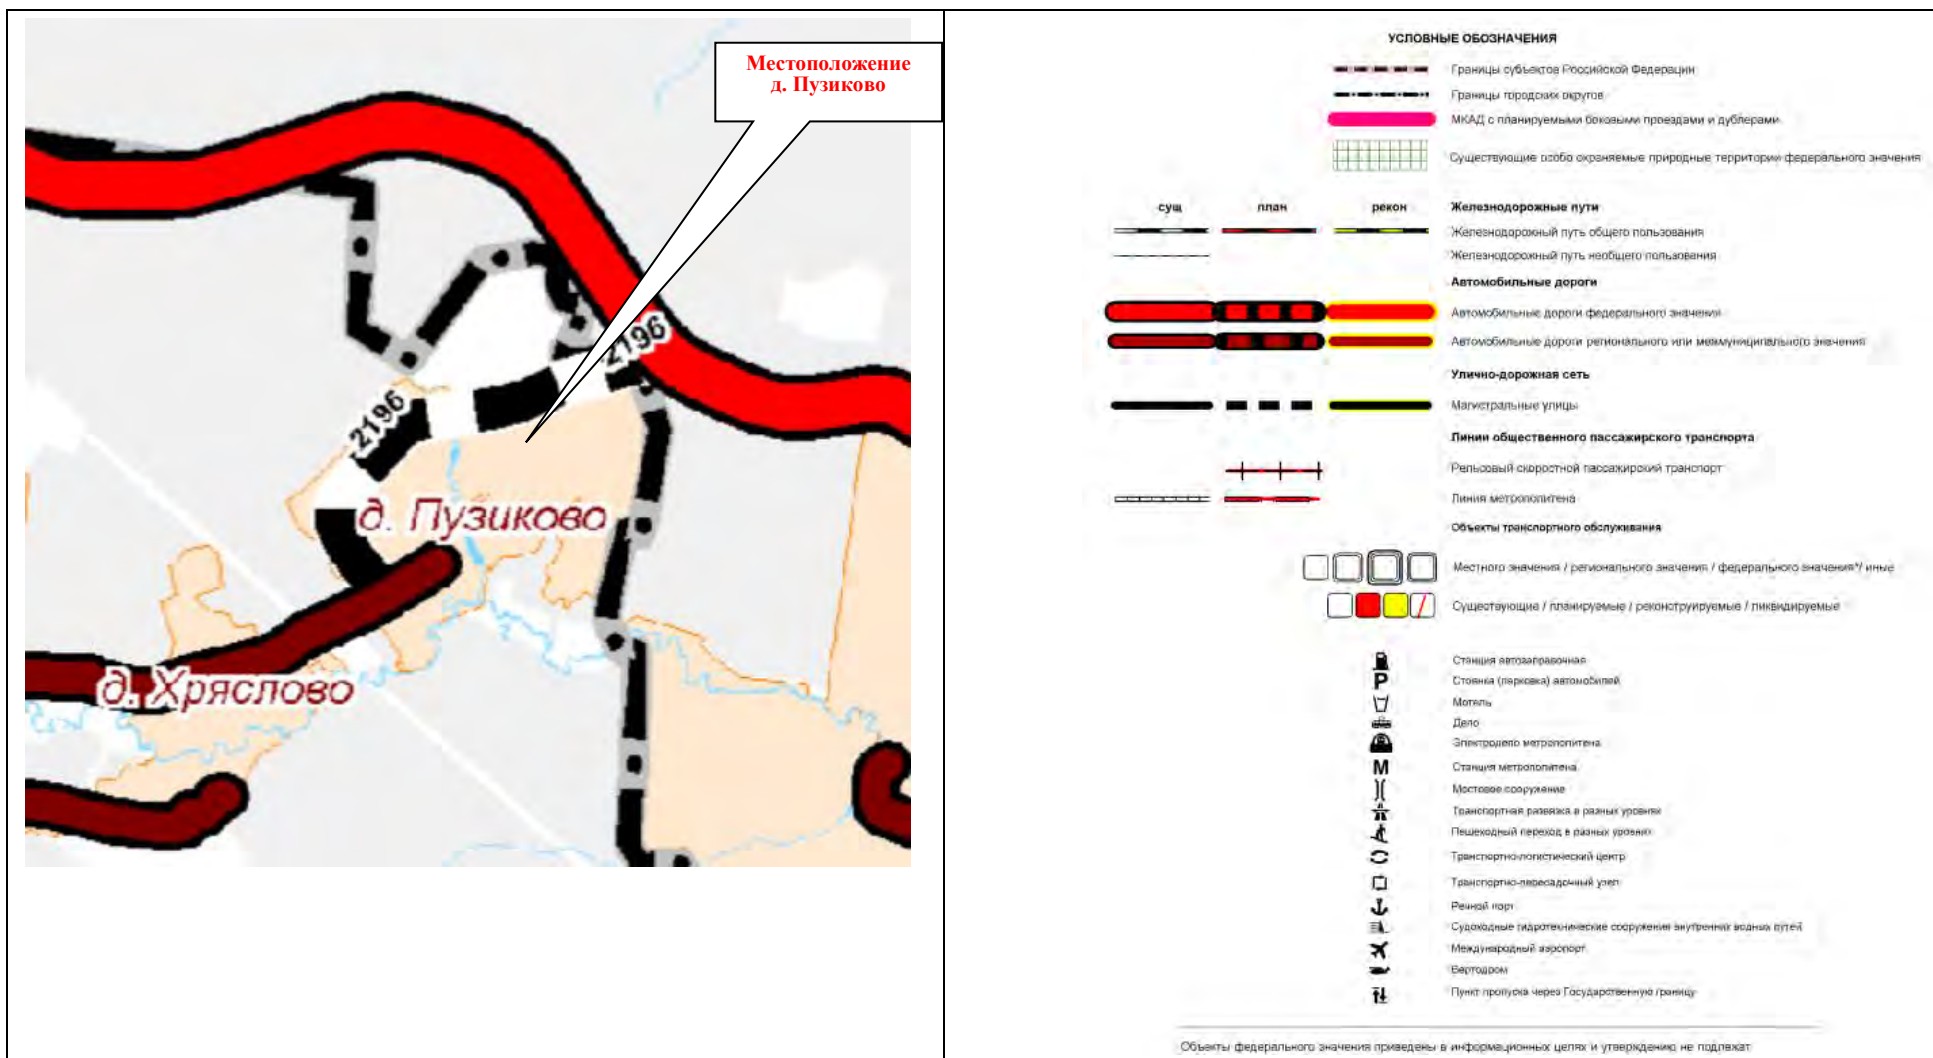 Местоположение
д. Пузиково
2196
2196
д. Пузиково
д. Хряслово
УСЛОВНЫЕ ОБОЗНАЧЕНИЯ
Границы субъектов Российской Федерации
Границы городских округов
МКАД с планируемыми боковыми проездами и дублерами
Существующие особо охраняемые природные территории федерального значения
сущ план рекон Железнодорожные пути
Железнодорожный путь общего пользования
Железнодорожный путь необщего пользования
Автомобильные дороги
Автомобильные дороги федерального значения
Автомобильные дороги регионального или межмуниципального значения
Улично-дорожная сеть
Магистральные улицы
Линии общественного пассажирского транспорта
Рельсовый скоростной пассажирский транспорт
Линия метрополитена
Объекты транспортного обслуживания
Местного значения / регионального значения / федерального значения*/ иные
Существующие / планируемые / реконструируемые / ликвидируемые
Станция автозаправочная
P Стоянка (парковка) автомобилей
Мотель
Депо
Электродепо метрополитена
М Станция метрополитена
Мостовое сооружение
Транспортная развязка в разных уровнях
Пешеходный переход в разных уровнях
Транспортно-логистический центр
Транспортно-пересадочный узел
Речной порт
Судоходные гидротехнические сооружения внутренних водных путей
Международный аэропорт
Вертодром
Пункт пропуска через Государственную границу
Объекты федерального значения приведены в информационных целях и утверждению не подлежат